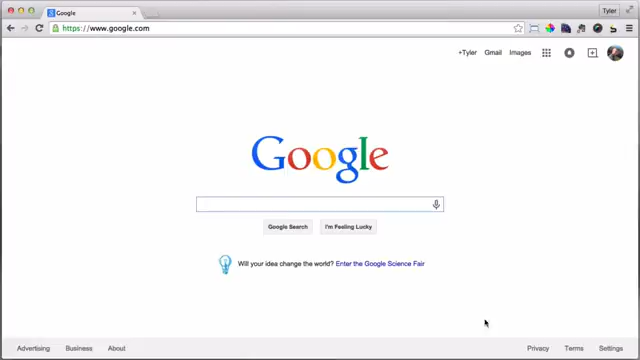 Google
Tyler
https://www.google.com
+Tyler Gmail Images
Google
Google Search I'm Feeling Lucky
Will your idea change the world? Enter the Google Science Fair
Advertising Business About Privacy Terms Settings